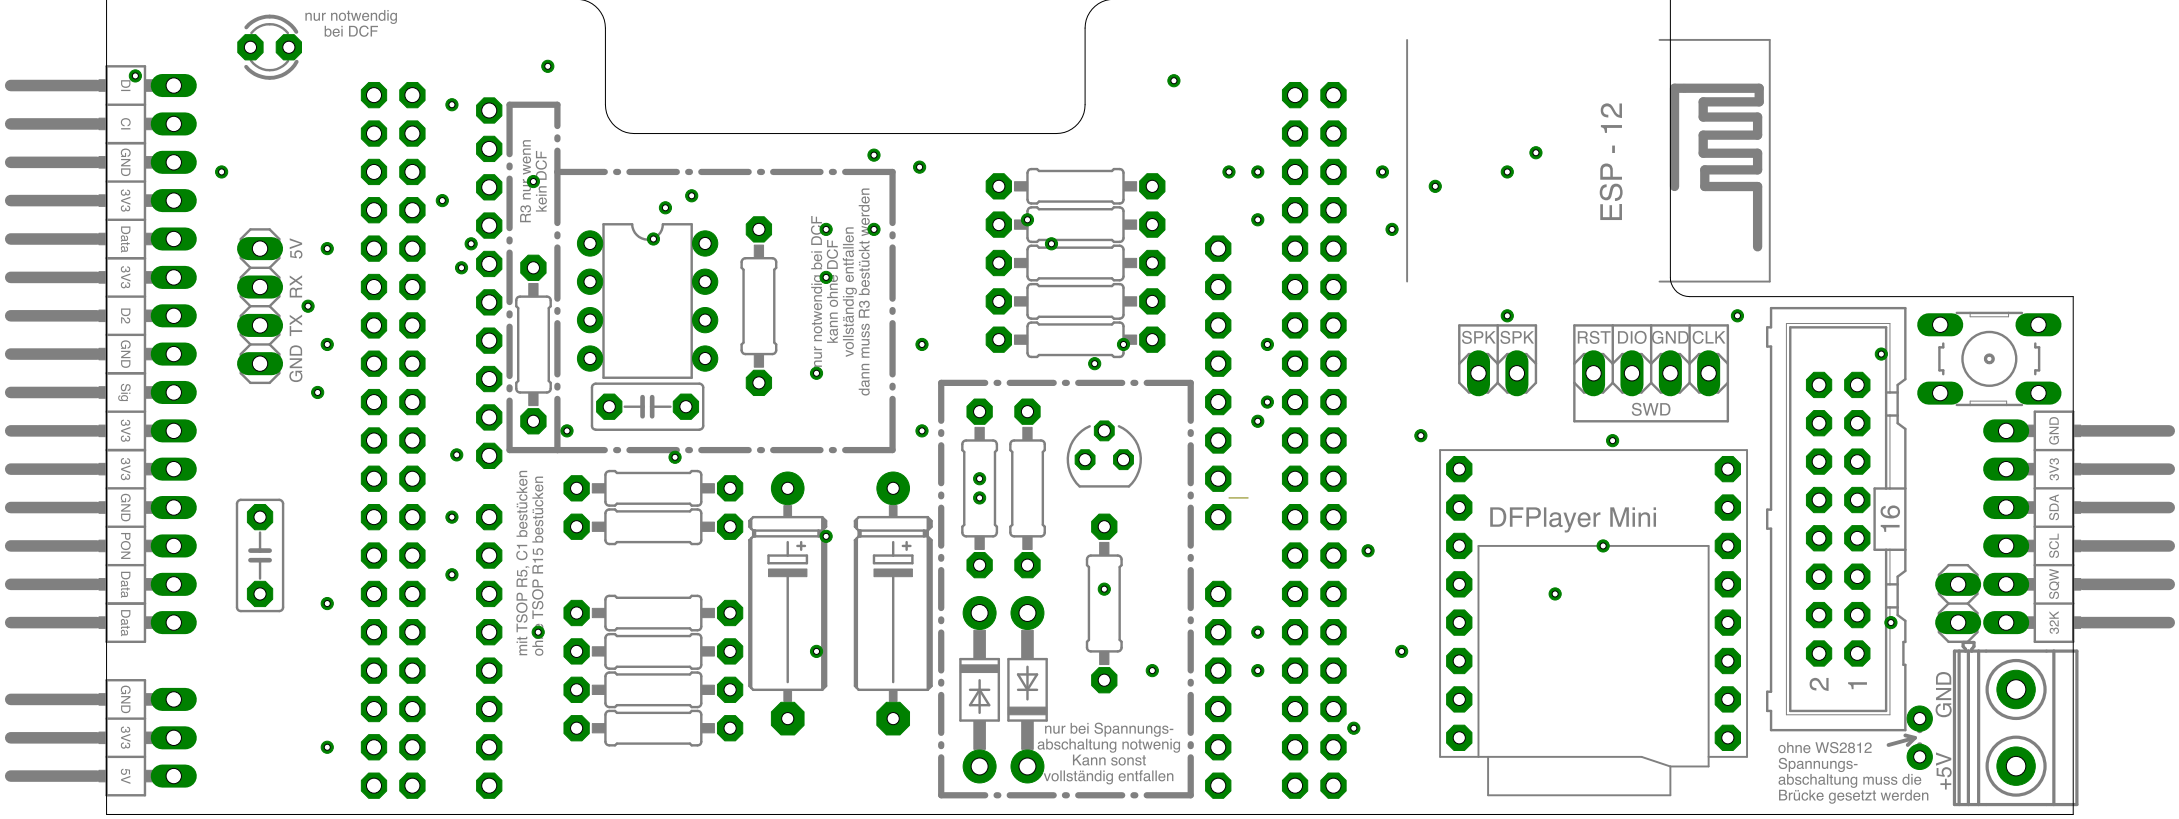 nur notwendig
bei DCF
DI
CI
GND
3V3
Data
3V3
D2
GND
Sig
3V3
3V3
GND
PON
Data
Data
GND
3V3
5V
5V
RX
TX
GND
R3 nur wenn
kein DCF
nur notwendig bei DCF
kann ohne DCF
vollständig entfallen
dann muss R3 bestückt werden
mit TSOP R5, C1 bestücken
ohne TSOP R15 bestücken
+
+
nur bei Spannungs-
abschaltung notwenig
Kann sonst
vollständig entfallen
ESP - 12
SPK SPK
RST DIO GND CLK
SWD
DFPlayer Mini
16
2 1
GND
3V3
SDA
SCL
SQW
32K
GND
+5V
ohne WS2812
Spannungs-
abschaltung muss die
Brücke gesetzt werden